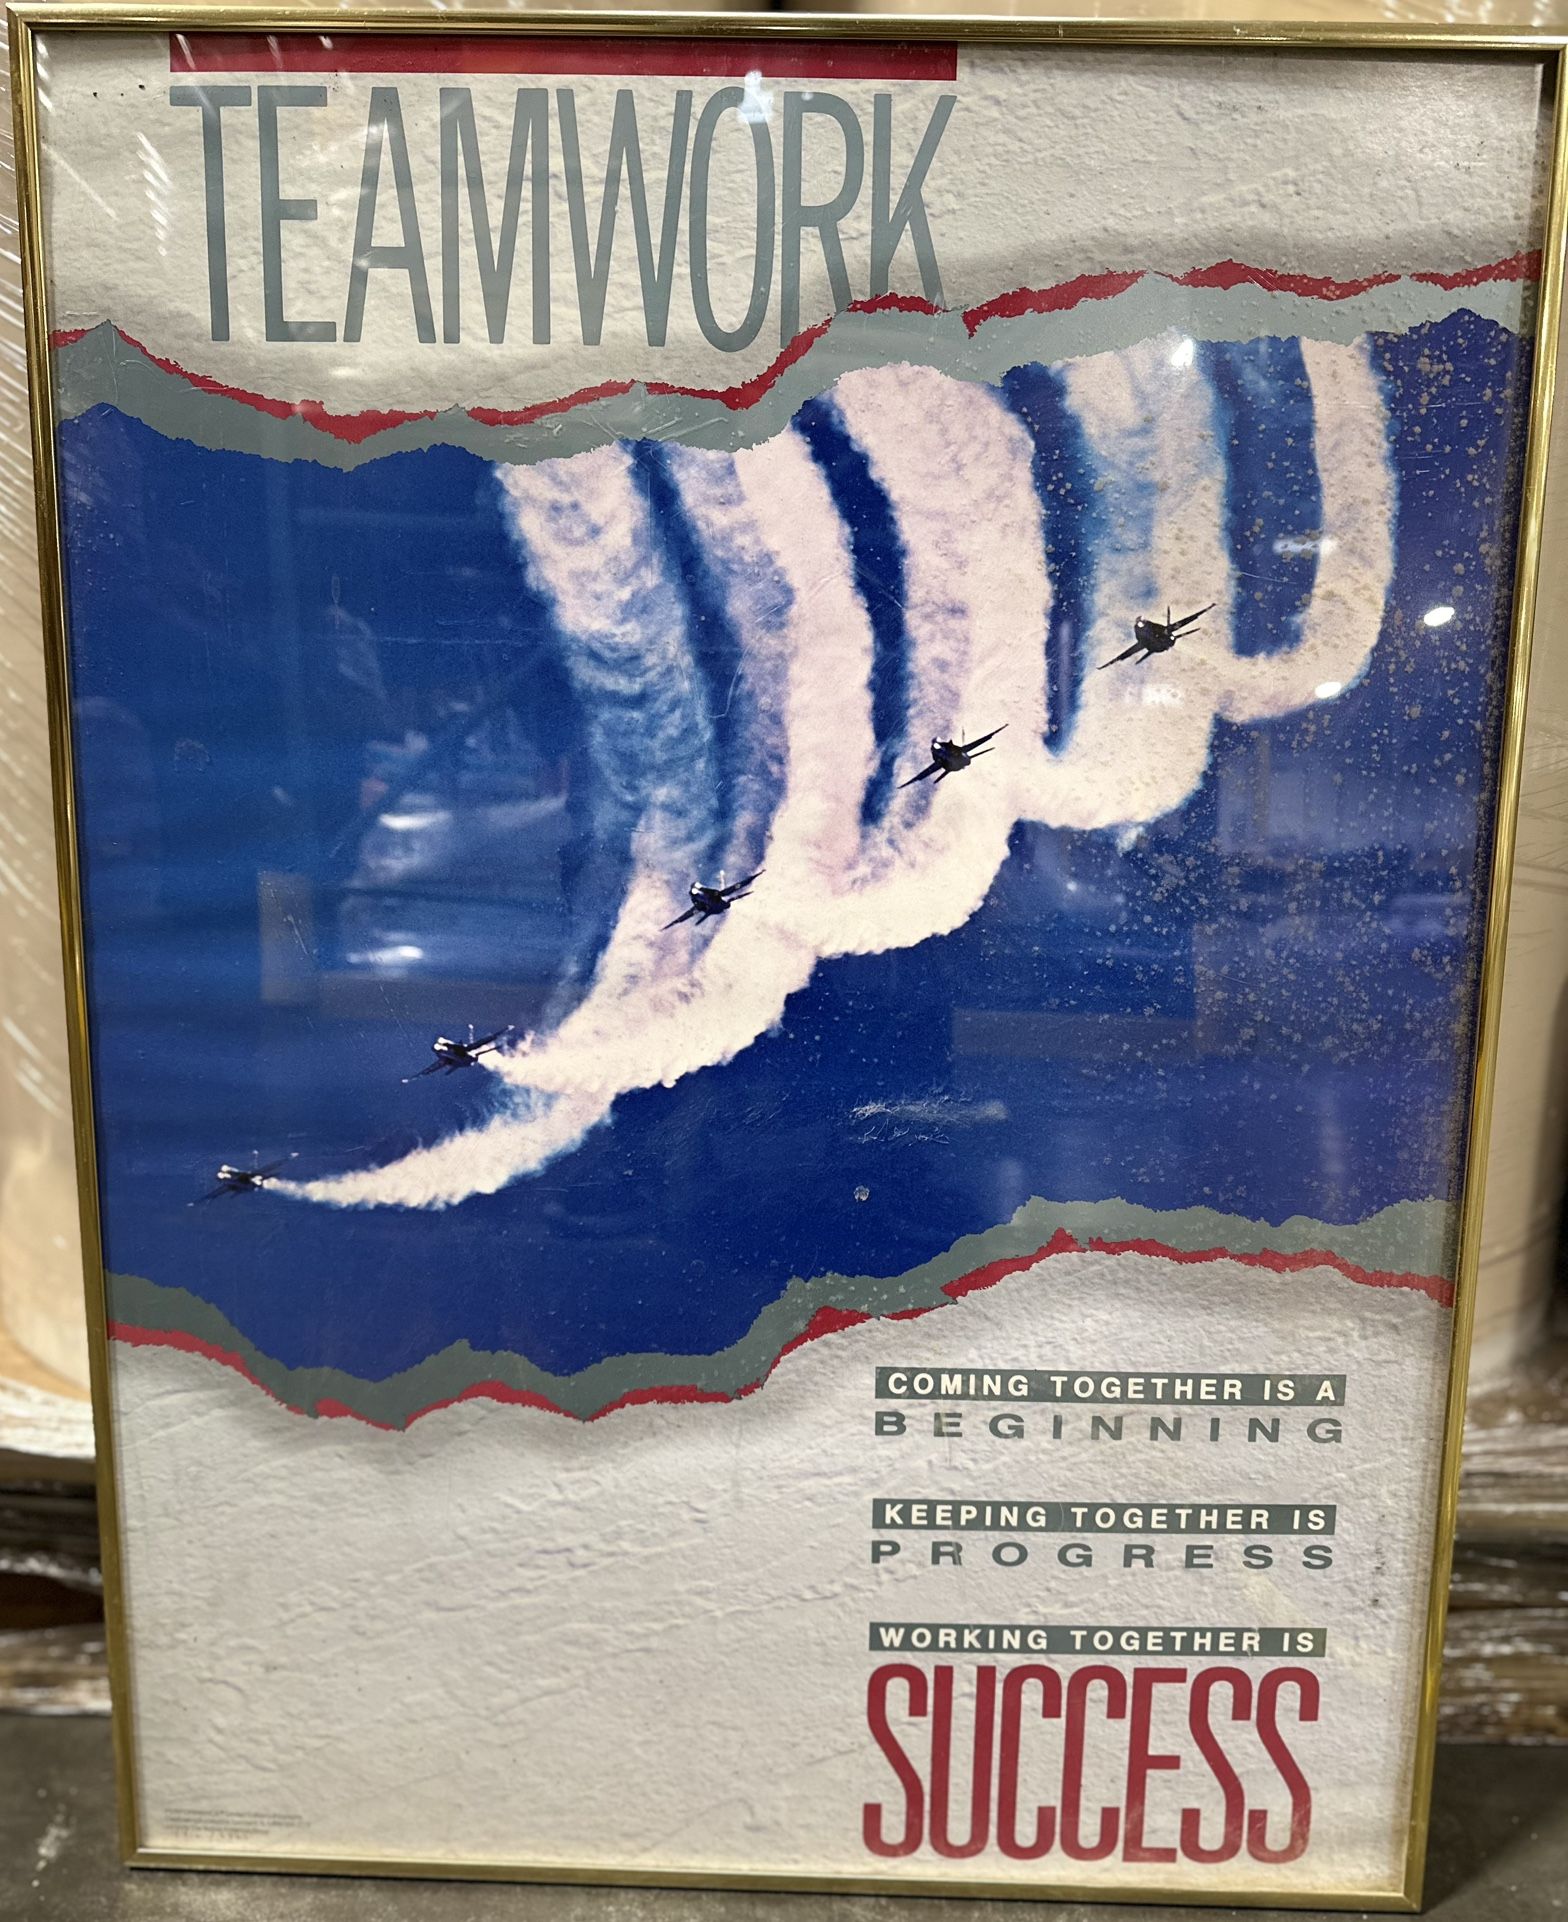 TEAMWORK
COMING TOGETHER IS A
BEGINNING
KEEPING TOGETHER IS
PROGRESS
WORKING TOGETHER IS
SUCCESS